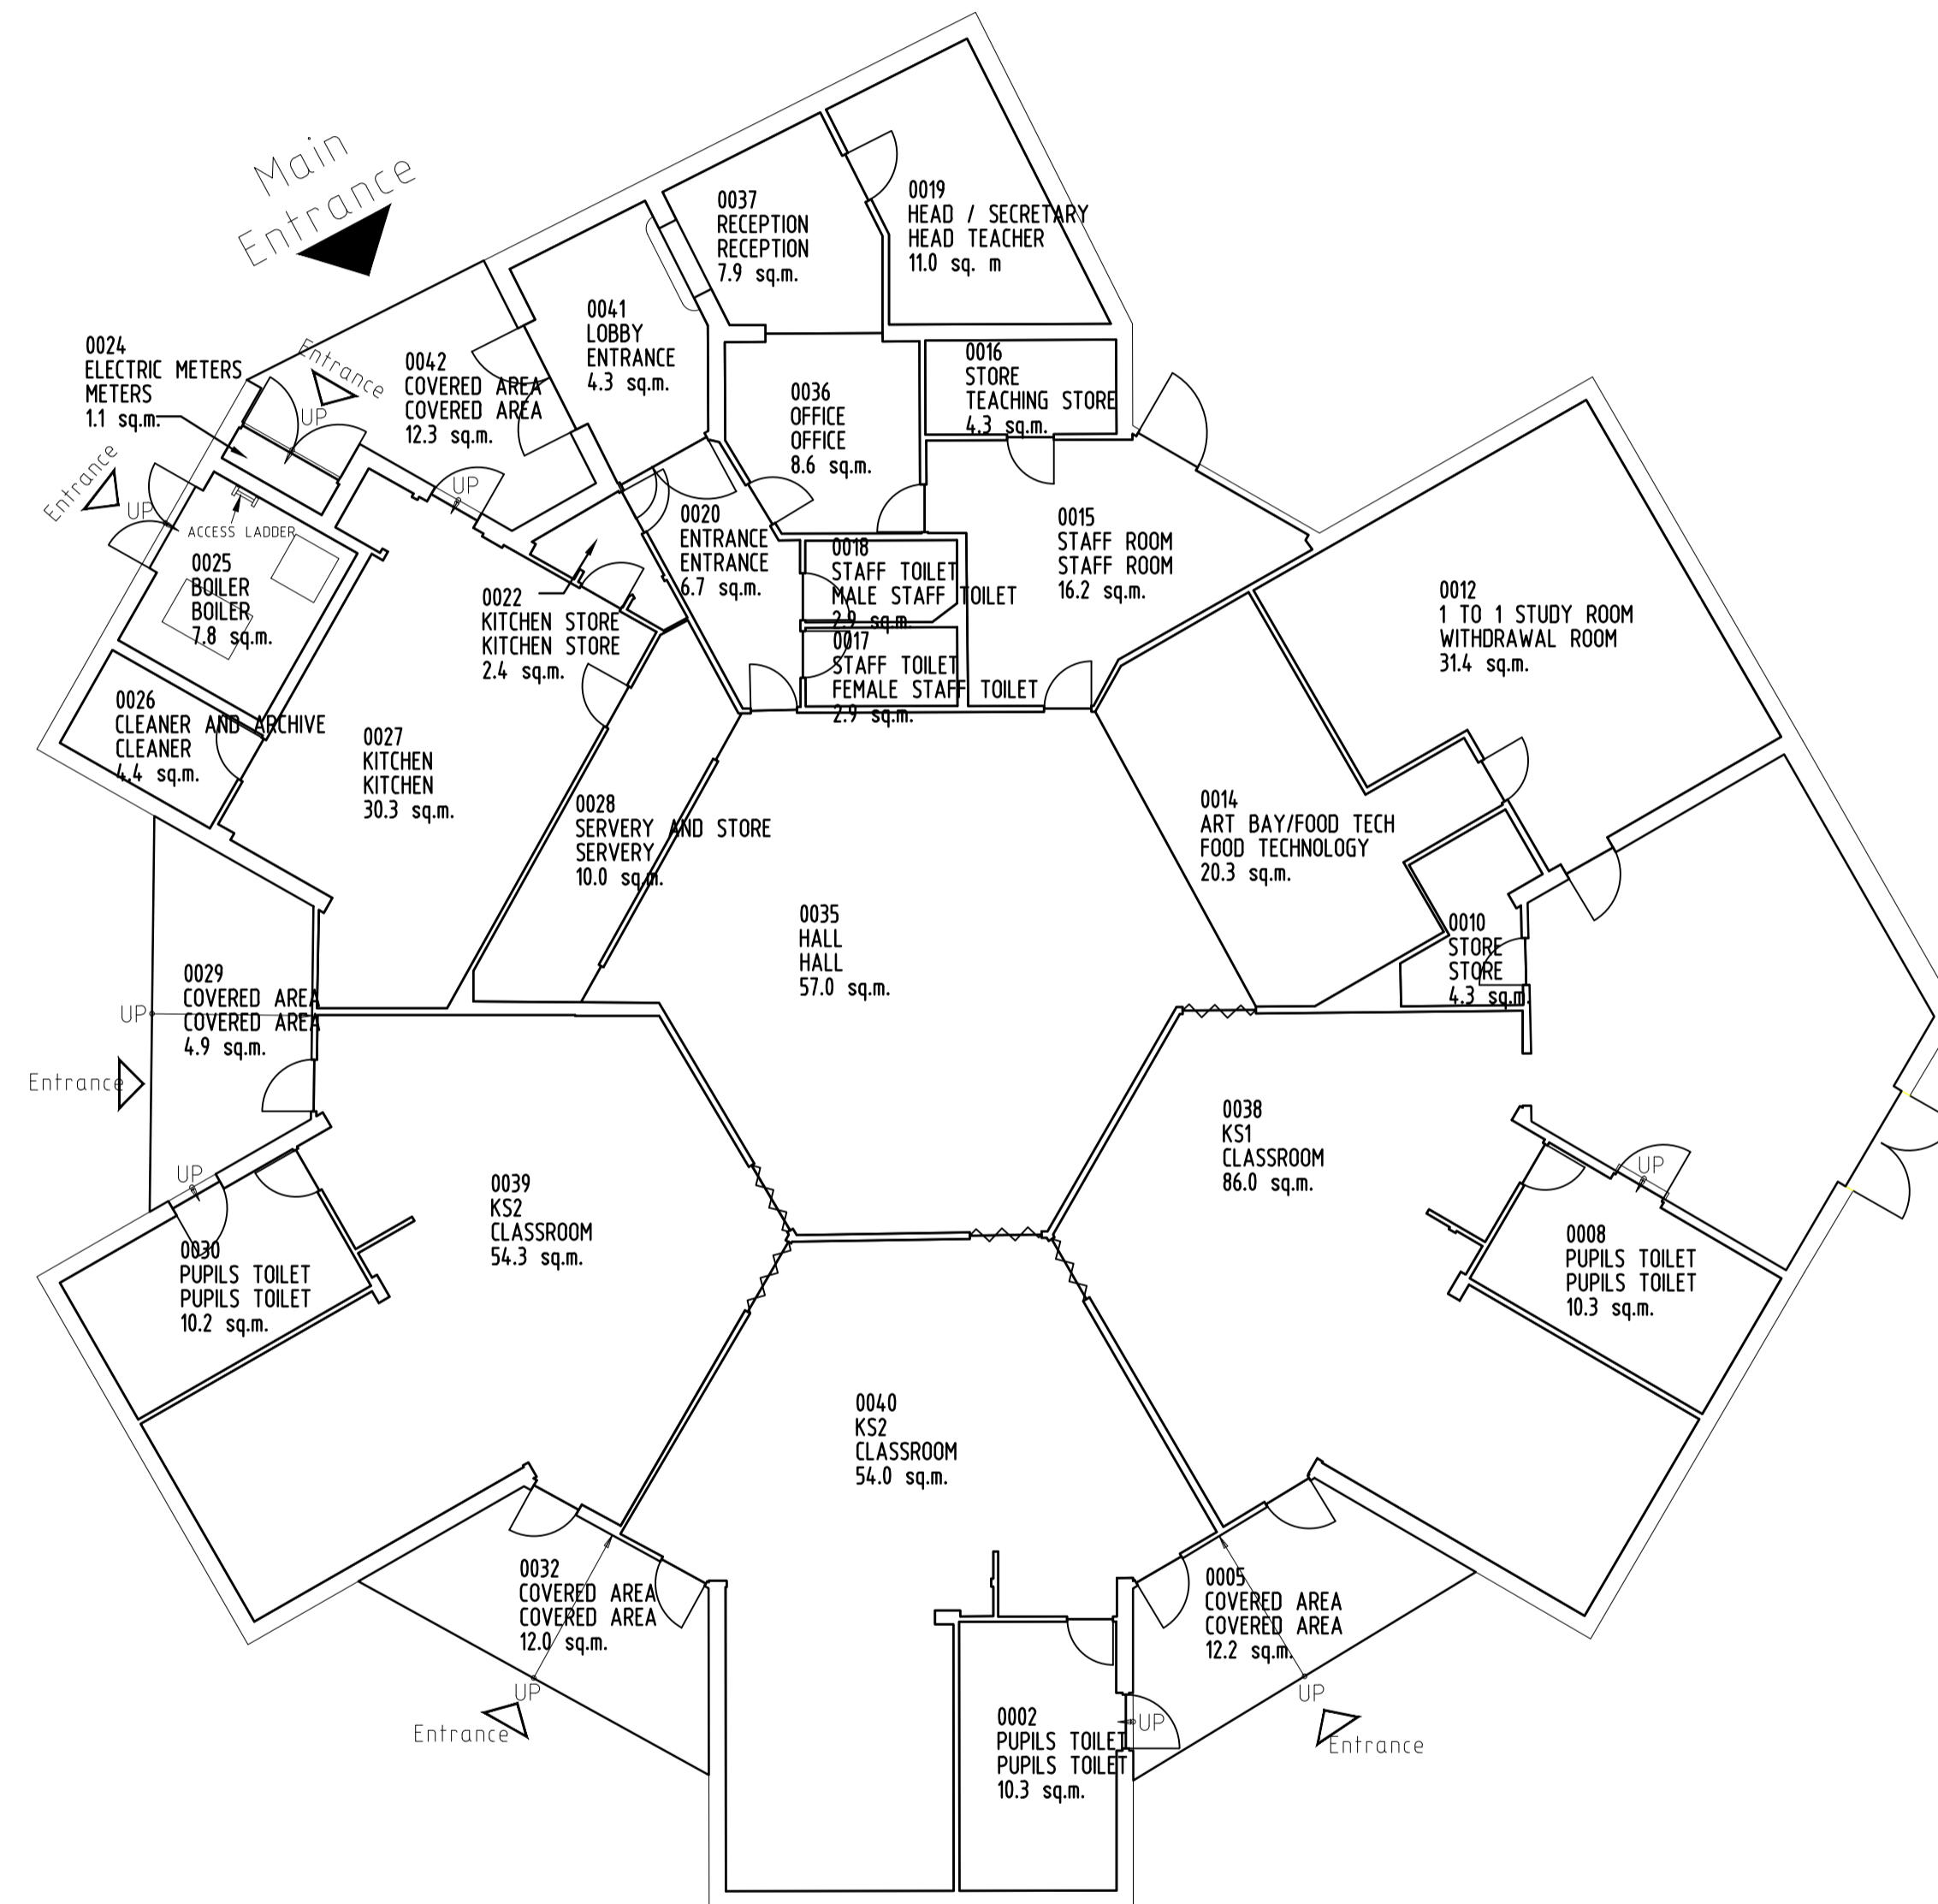 Main
Entrance
0037
RECEPTION
RECEPTION
7.9 sq.m.
0019
HEAD / SECRETARY
HEAD TEACHER
11.0 sq. m
0041
LOBBY
ENTRANCE
4.3 sq.m.
0024
ELECTRIC METERS
METERS
1.1 sq.m.
Entrance
UP
0042
COVERED AREA
COVERED AREA
12.3 sq.m.
0036
OFFICE
OFFICE
8.6 sq.m.
0016
STORE
TEACHING STORE
4.3 sq.m.
Entrance
UP
UP
ACCESS LADDER
0025
BOILER
BOILER
7.8 sq.m.
0022
KITCHEN STORE
KITCHEN STORE
2.4 sq.m.
0020
ENTRANCE
ENTRANCE
6.7 sq.m.
0018
STAFF TOILET
MALE STAFF TOILET
2.9 sq.m.
0017
STAFF TOILET
FEMALE STAFF TOILET
2.9 sq.m.
0015
STAFF ROOM
STAFF ROOM
16.2 sq.m.
0012
1 TO 1 STUDY ROOM
WITHDRAWAL ROOM
31.4 sq.m.
0026
CLEANER AND ARCHIVE
CLEANER
4.4 sq.m.
0027
KITCHEN
KITCHEN
30.3 sq.m.
0028
SERVERY AND STORE
SERVERY
10.0 sq.m.
0014
ART BAY/FOOD TECH
FOOD TECHNOLOGY
20.3 sq.m.
0035
HALL
HALL
57.0 sq.m.
0010
STORE
STORE
4.3 sq.m.
0029
COVERED AREA
COVERED AREA
4.9 sq.m.
UP
Entrance
0038
KS1
CLASSROOM
86.0 sq.m.
UP
0039
KS2
CLASSROOM
54.3 sq.m.
UP
0030
PUPILS TOILET
PUPILS TOILET
10.2 sq.m.
0008
PUPILS TOILET
PUPILS TOILET
10.3 sq.m.
0040
KS2
CLASSROOM
54.0 sq.m.
0032
COVERED AREA
COVERED AREA
12.0 sq.m.
UP
Entrance
0005
COVERED AREA
COVERED AREA
12.2 sq.m.
UP
Entrance
0002
PUPILS TOILET
PUPILS TOILET
10.3 sq.m.
UP